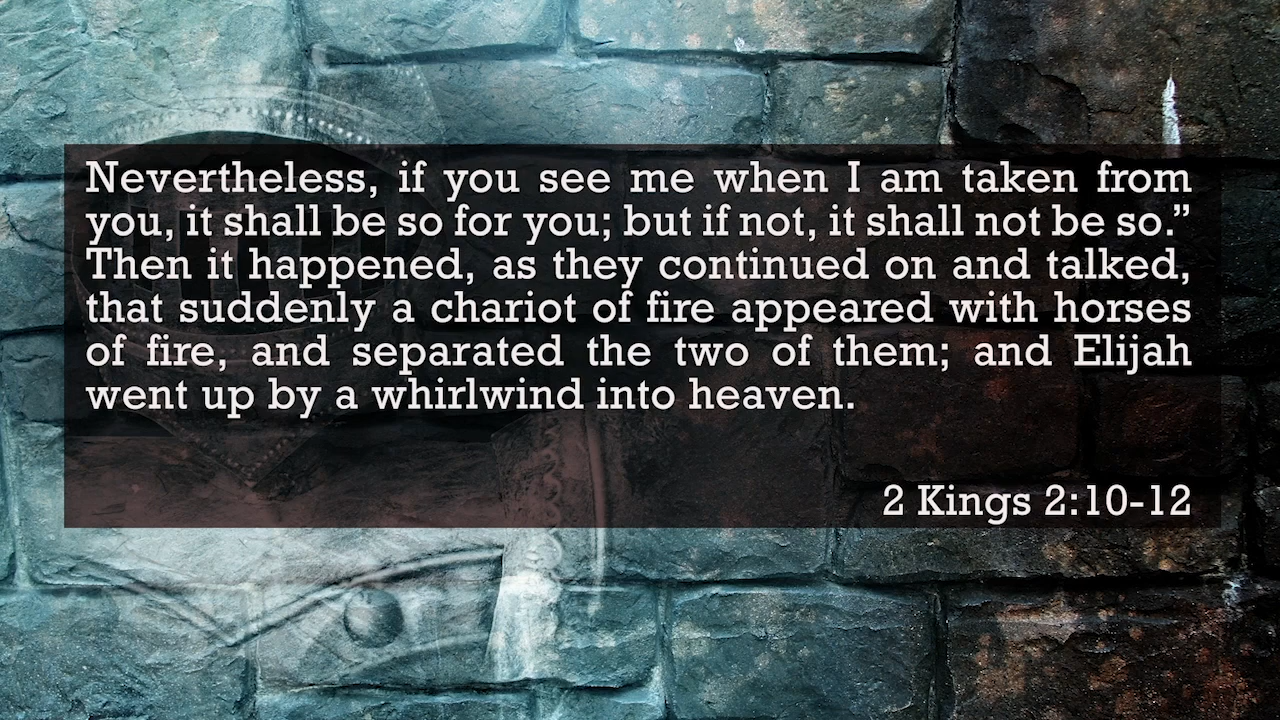 Nevertheless, if you see me when I am taken from
you, it shall be so for you; but if not, it shall not be so.”
Then it happened, as they continued on and talked,
that suddenly a chariot of fire appeared with horses
of fire, and separated the two of them; and Elijah
went up by a whirlwind into heaven.
2 Kings 2:10-12